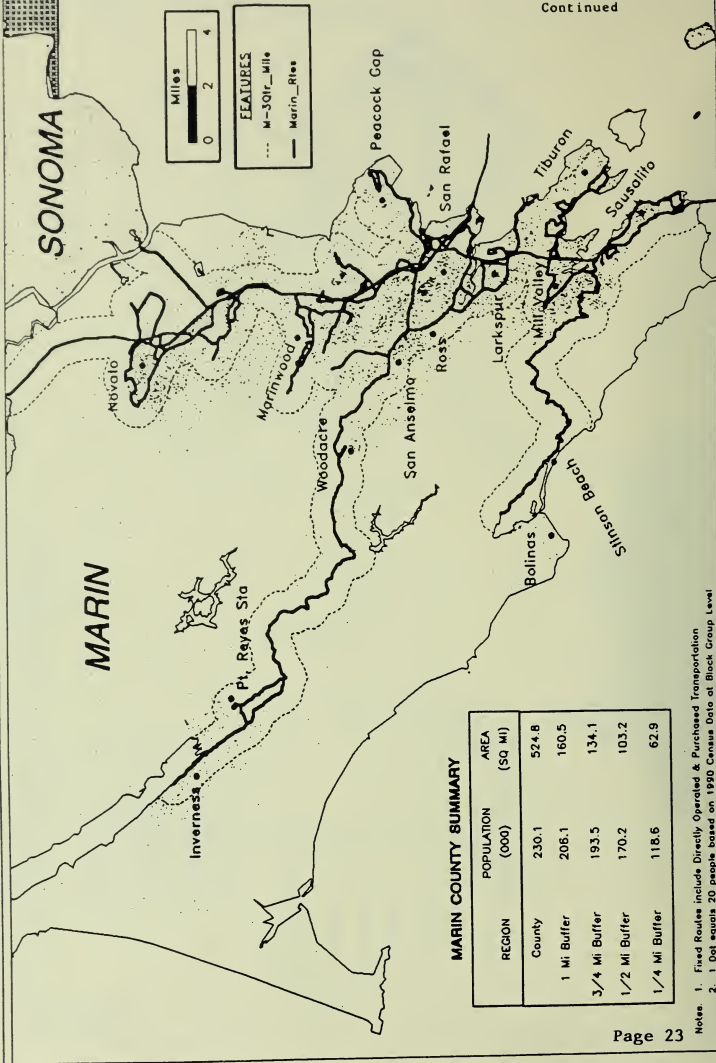 Continued
SONOMA
MARIN
Miles
0 2 4
FEATURES
M-3Qtr_Mile
Marin_Rtes
Novato
Marinwood
Peacock Gap
San Rafael
Woodacre
San Anselmo
Ross
Larkspur
Tiburon
Mill Valley
Sausalito
Pt. Reyes Sta
Inverness
Bolinas
Stinson Beach
MARIN COUNTY SUMMARY
REGION POPULATION (000) AREA (SQ MI)
County 230.1 524.8
1 Mi Buffer 206.1 160.5
3/4 Mi Buffer 193.5 134.1
1/2 Mi Buffer 170.2 103.2
1/4 Mi Buffer 118.6 62.9
Notes. 1. Fixed Routes include Directly Operated & Purchased Transportation
2. 1 Dot equals 20 people based on 1990 Census Data at Block Group Level
Page 23